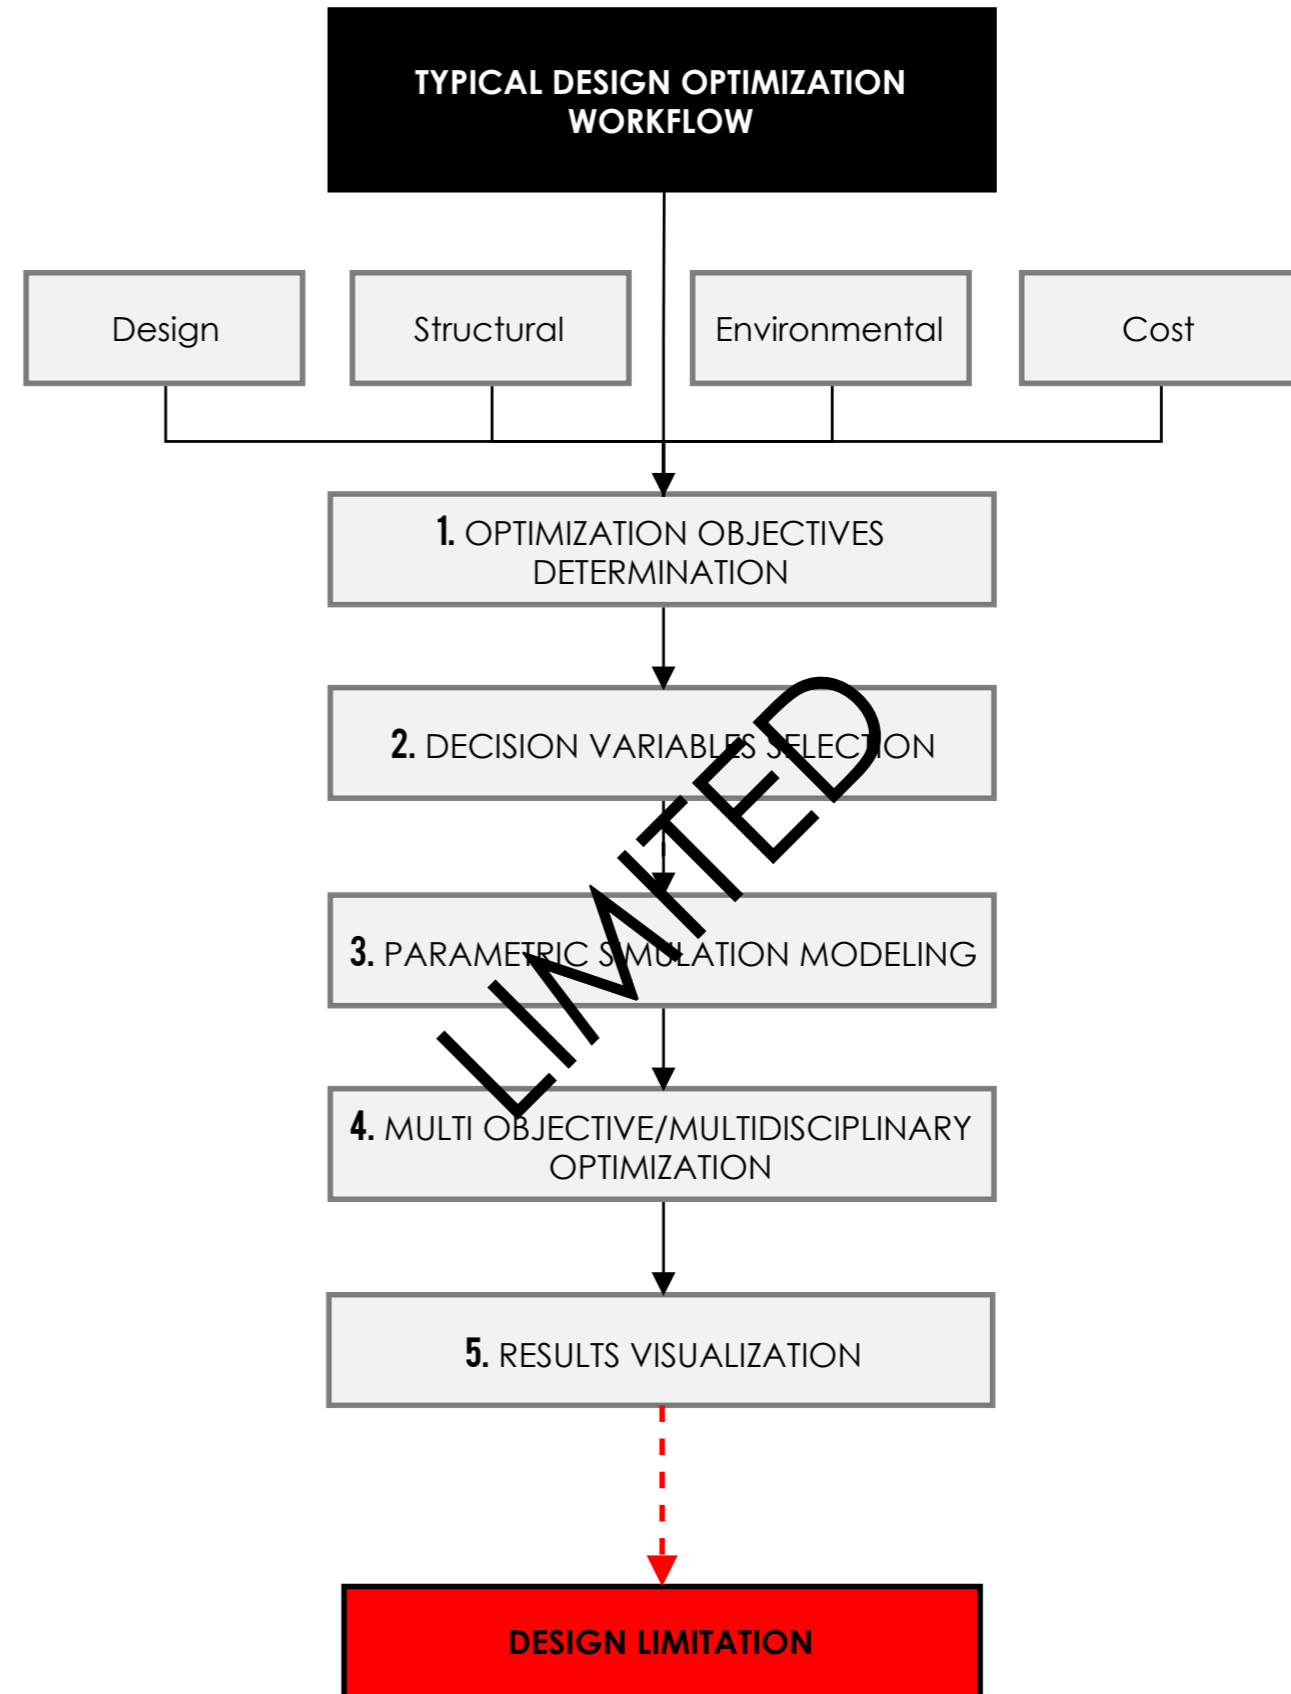 TYPICAL DESIGN OPTIMIZATION
WORKFLOW
Design
Structural
Environmental
Cost
1. OPTIMIZATION OBJECTIVES
DETERMINATION
2. DECISION VARIABLES SELECTION
LIMITED
3. PARAMETRIC SIMULATION MODELING
4. MULTI OBJECTIVE/MULTIDISCIPLINARY
OPTIMIZATION
5. RESULTS VISUALIZATION
DESIGN LIMITATION